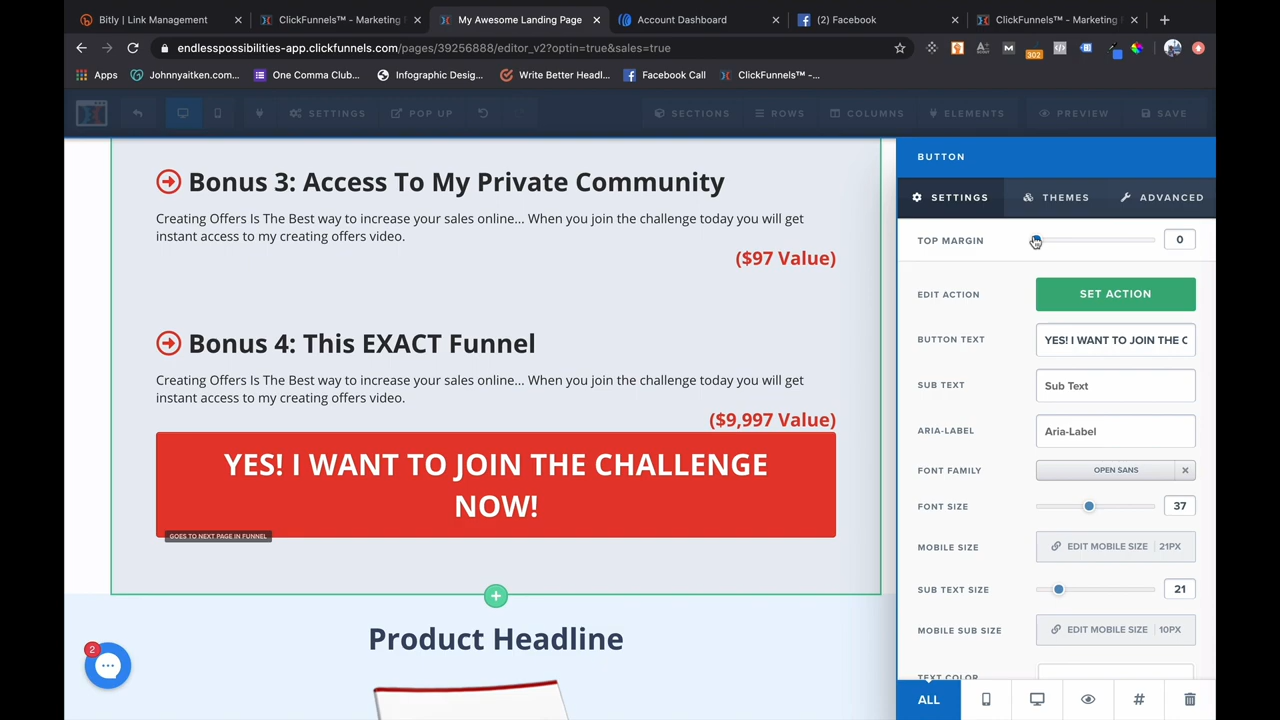 Bitly | Link Management
ClickFunnels™ - Marketing
My Awesome Landing Page
Account Dashboard
(2) Facebook
ClickFunnels™ - Marketing
endlesspossibilities-app.clickfunnels.com/pages/39256888/editor_v2?optin=true&sales=true
302
Apps
Johnnyaitken.com...
One Comma Club...
Infographic Desig...
Write Better Headl...
Facebook Call
ClickFunnels™ -...
SETTINGS
POP UP
SECTIONS
ROWS
COLUMNS
ELEMENTS
PREVIEW
SAVE
Bonus 3: Access To My Private Community
Creating Offers Is The Best way to increase your sales online... When you join the challenge today you will get
instant access to my creating offers video.
($97 Value)
Bonus 4: This EXACT Funnel
Creating Offers Is The Best way to increase your sales online... When you join the challenge today you will get
instant access to my creating offers video.
($9,997 Value)
YES! I WANT TO JOIN THE CHALLENGE
NOW!
GOES TO NEXT PAGE IN FUNNEL
Product Headline
2
BUTTON
SETTINGS
THEMES
ADVANCED
TOP MARGIN
0
EDIT ACTION
SET ACTION
BUTTON TEXT
YES! I WANT TO JOIN THE C
SUB TEXT
Sub Text
ARIA-LABEL
Aria-Label
FONT FAMILY
OPEN SANS
FONT SIZE
37
MOBILE SIZE
EDIT MOBILE SIZE
21PX
SUB TEXT SIZE
21
MOBILE SUB SIZE
EDIT MOBILE SIZE
10PX
TEXT COLOR
ALL
#